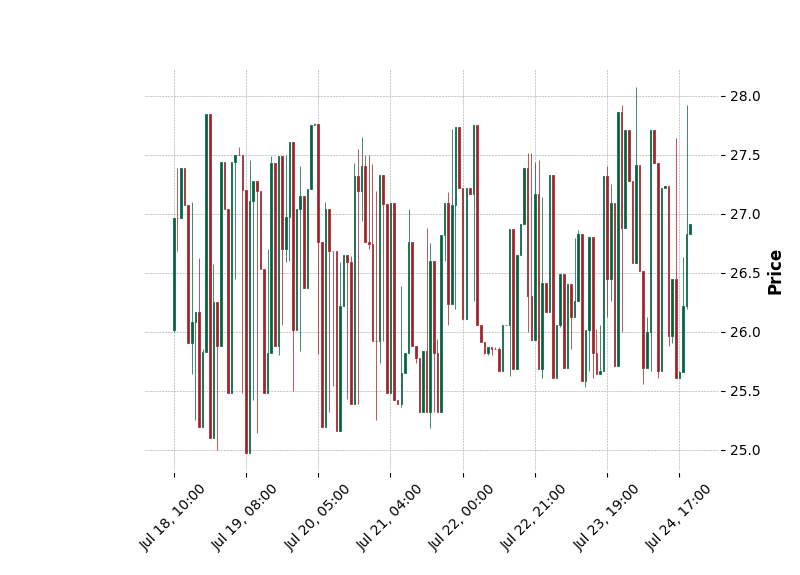 28.0
27.5
27.0
26.5
26.0
25.5
25.0
Price
Jul 18, 10:00
Jul 19, 08:00
Jul 20, 05:00
Jul 21, 04:00
Jul 22, 00:00
Jul 22, 21:00
Jul 23, 19:00
Jul 24, 17:00